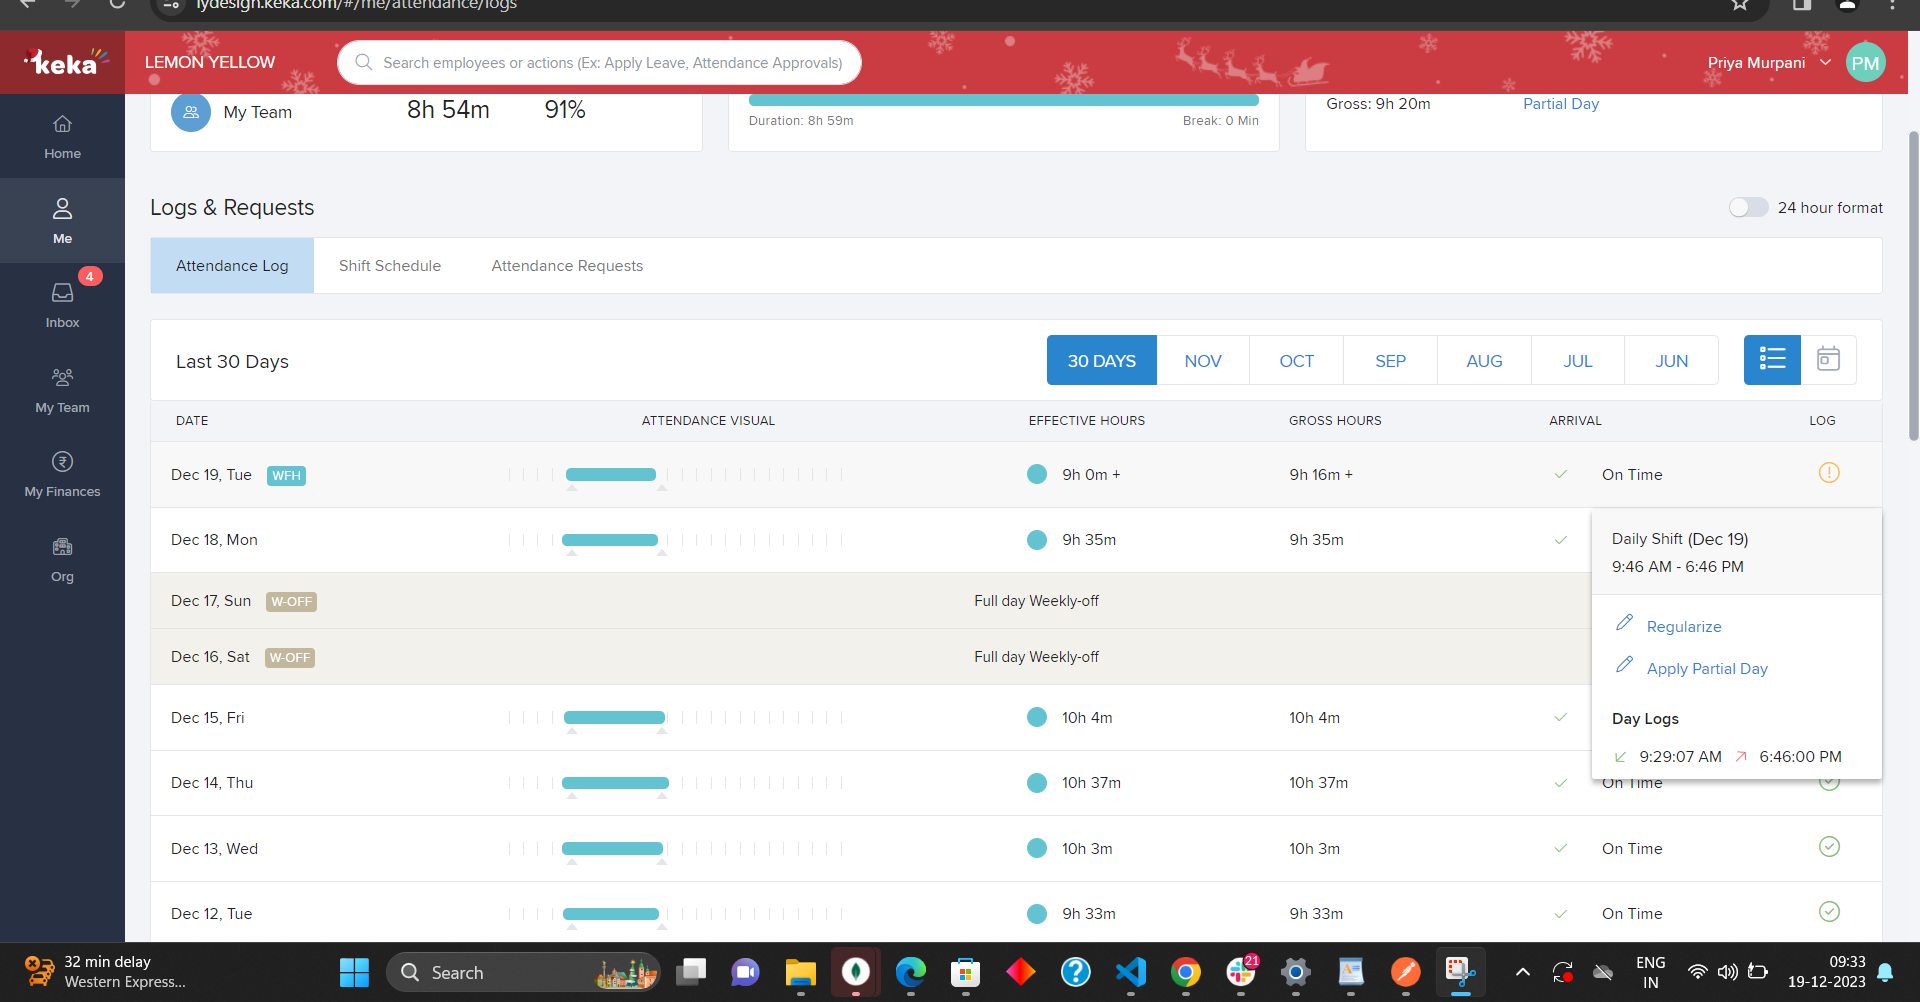 lydesign.keka.com/#/me/attendance/logs
keka
LEMON YELLOW
Search employees or actions (Ex: Apply Leave, Attendance Approvals)
Priya Murpani
PM
Home
Me
4
Inbox
My Team
My Finances
Org
My Team 8h 54m 91%
Duration: 8h 59m Break: 0 Min
Gross: 9h 20m Partial Day
Logs & Requests
24 hour format
Attendance Log Shift Schedule Attendance Requests
Last 30 Days
30 DAYS NOV OCT SEP AUG JUL JUN
DATE ATTENDANCE VISUAL EFFECTIVE HOURS GROSS HOURS ARRIVAL LOG
Dec 19, Tue WFH 9h 0m + 9h 16m + On Time
Dec 18, Mon 9h 35m 9h 35m
Dec 17, Sun W-OFF Full day Weekly-off
Dec 16, Sat W-OFF Full day Weekly-off
Dec 15, Fri 10h 4m 10h 4m
Dec 14, Thu 10h 37m 10h 37m On Time
Dec 13, Wed 10h 3m 10h 3m On Time
Dec 12, Tue 9h 33m 9h 33m On Time
Daily Shift (Dec 19)
9:46 AM - 6:46 PM
Regularize
Apply Partial Day
Day Logs
9:29:07 AM 6:46:00 PM
32 min delay
Western Express...
Search
21
ENG
IN
09:33
19-12-2023